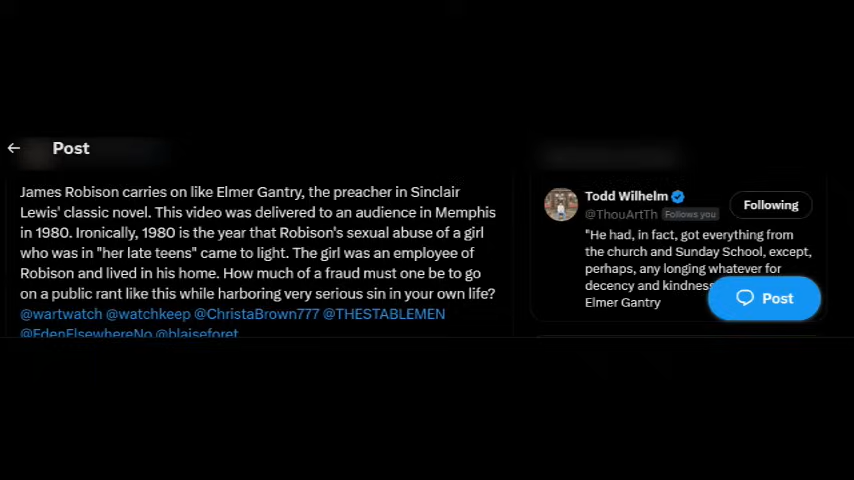 Post
James Robison carries on like Elmer Gantry, the preacher in Sinclair
Lewis' classic novel. This video was delivered to an audience in Memphis
in 1980. Ironically, 1980 is the year that Robison's sexual abuse of a girl
who was in "her late teens" came to light. The girl was an employee of
Robison and lived in his home. How much of a fraud must one be to go
on a public rant like this while harboring very serious sin in your own life?
@wartwatch @watchkeep @ChristaBrown777 @THESTABLEMEN
@EdenElsewhereNo @blaiseforet
Todd Wilhelm
@ThouArtTh Follows you
Following
"He had, in fact, got everything from
the church and Sunday School, except,
perhaps, any longing whatever for
decency and kindness
Elmer Gantry
Post